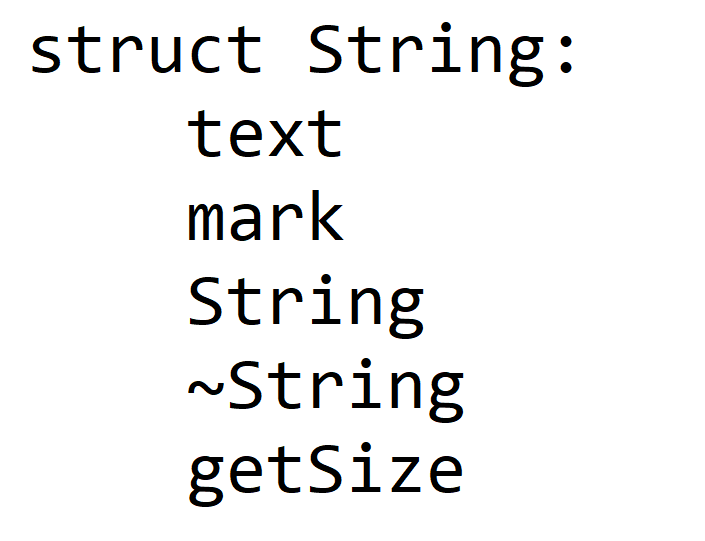 struct String:
text
mark
String
~String
getSize